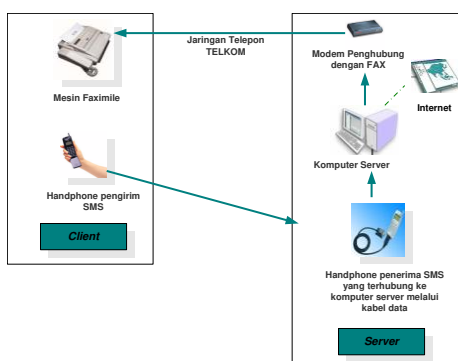 Jaringan Telepon
TELKOM
Mesin Faximile
Handphone pengirim
SMS
Client
Modem Penghubung
dengan FAX
Internet
Komputer Server
Handphone penerima SMS
yang terhubung ke
komputer server melalui
kabel data
Server